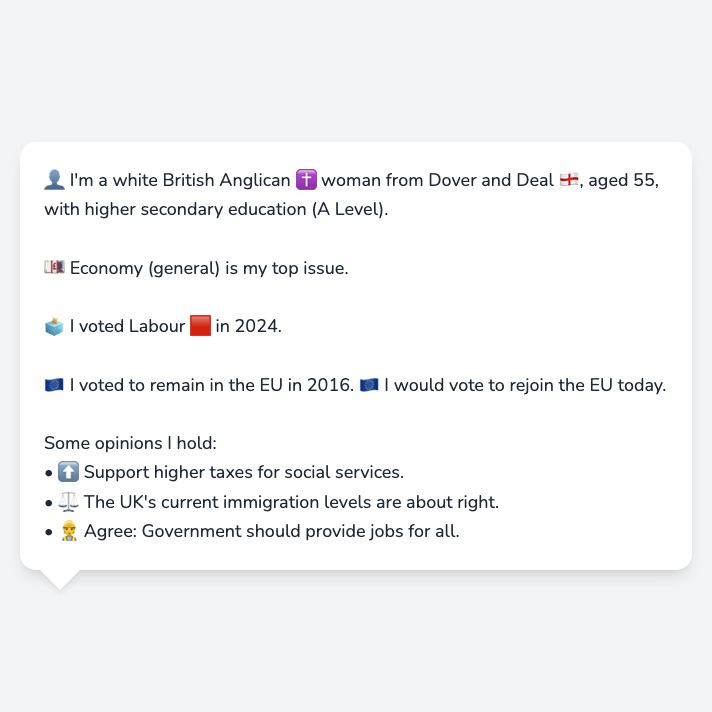 👤 I'm a white British Anglican ✝️ woman from Dover and Deal 🏴󠁧󠁢󠁥󠁮󠁧󠁿, aged 55,
with higher secondary education (A Level).
💷 Economy (general) is my top issue.
🗳️ I voted Labour 🟥 in 2024.
🇪🇺 I voted to remain in the EU in 2016. 🇪🇺 I would vote to rejoin the EU today.
Some opinions I hold:
• ⬆️ Support higher taxes for social services.
• ⚖️ The UK's current immigration levels are about right.
• 👷 Agree: Government should provide jobs for all.